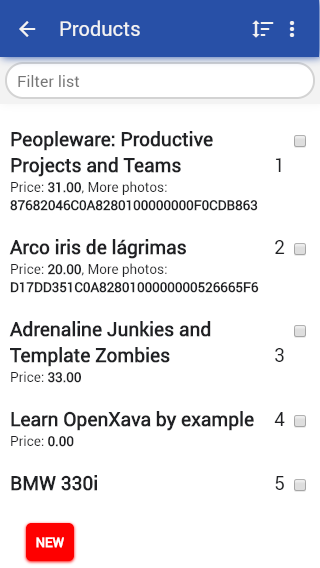 Products
Filter list
Peopleware: Productive
Projects and Teams 1
Price: 31.00, More photos:
87682046C0A8280100000000F0CDB863
Arco iris de lágrimas 2
Price: 20.00, More photos:
D17DD351C0A8280100000000526665F6
Adrenaline Junkies and
Template Zombies 3
Price: 33.00
Learn OpenXava by example 4
Price: 0.00
BMW 330i 5
NEW